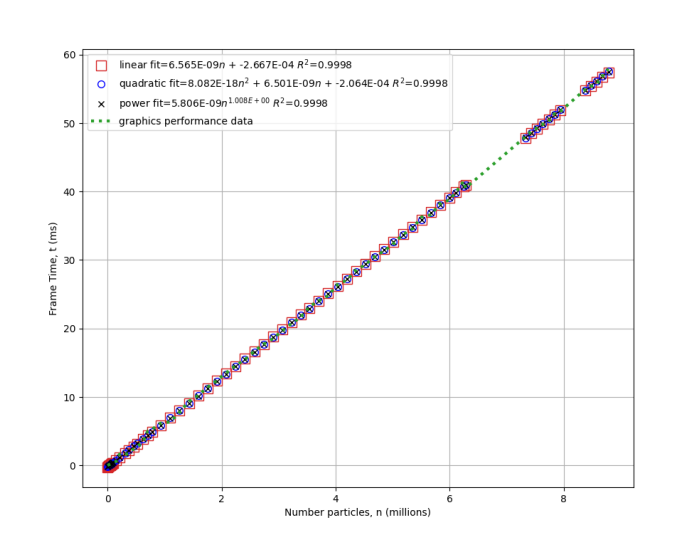 linear fit=6.565E-09n + -2.667E-04 R²=0.9998
quadratic fit=8.082E-18n² + 6.501E-09n + -2.064E-04 R²=0.9998
power fit=5.806E-09n^1.008E+00 R²=0.9998
graphics performance data
60
50
40
30
20
10
0
Frame Time, t (ms)
0 2 4 6 8
Number particles, n (millions)